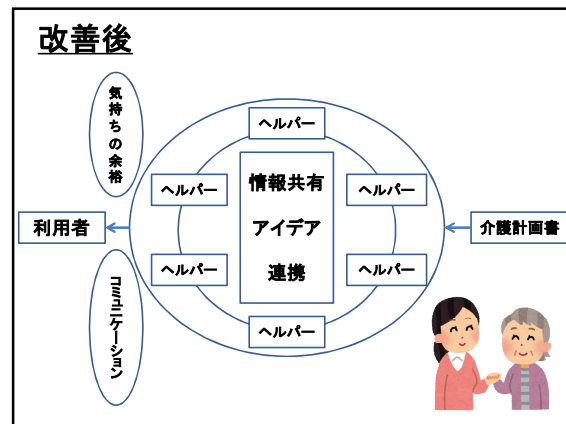 改善後
気持ちの余裕
ヘルパー
ヘルパー
情報共有
ヘルパー
利用者
アイデア
介護計画書
ヘルパー
連携
ヘルパー
コミュニケーション
ヘルパー